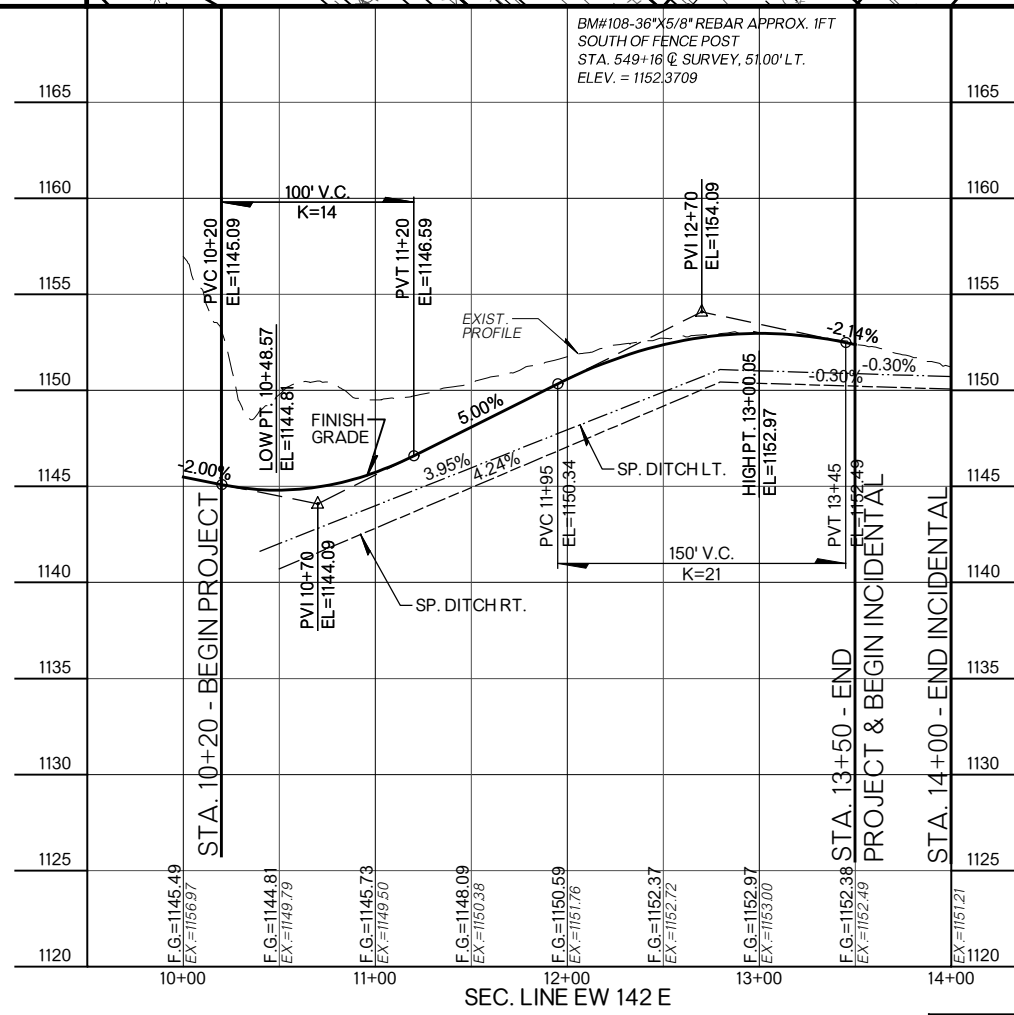 BM#108-36"X5/8" REBAR APPROX. 1FT
SOUTH OF FENCE POST
STA. 549+16 ℄ SURVEY, 51.00' LT.
ELEV. = 1152.3709
1165
1165
1160
1160
1155
1155
1150
1150
1145
1145
1140
1140
1135
1135
1130
1130
1125
1125
1120
1120
100' V.C.
K=14
PVC 10+20
EL=1145.09
PVT 11+20
EL=1146.59
PVI 12+70
EL=1154.09
EXIST.
PROFILE
-2.14%
-0.30%
-0.30%
LOW PT. 10+48.57
EL=1144.81
FINISH
GRADE
5.00%
-2.00%
3.95%
4.24%
SP. DITCH LT.
HIGH PT. 13+00.05
EL=1152.97
PVC 11+95
EL=1150.34
PVT 13+45
EL=1152.49
150' V.C.
K=21
PVI 10+70
EL=1144.09
SP. DITCH RT.
STA. 10+20 - BEGIN PROJECT
STA. 13+50 - END
PROJECT & BEGIN INCIDENTAL
STA. 14+00 - END INCIDENTAL
F.G.=1145.49
EX.=1156.97
F.G.=1144.81
EX.=1149.79
F.G.=1145.73
EX.=1149.50
F.G.=1148.09
EX.=1150.38
F.G.=1150.59
EX.=1151.76
F.G.=1152.37
EX.=1152.72
F.G.=1152.97
EX.=1153.00
F.G.=1152.38
EX.=1152.49
EX.=1151.21
10+00
11+00
12+00
13+00
14+00
SEC. LINE EW 142 E